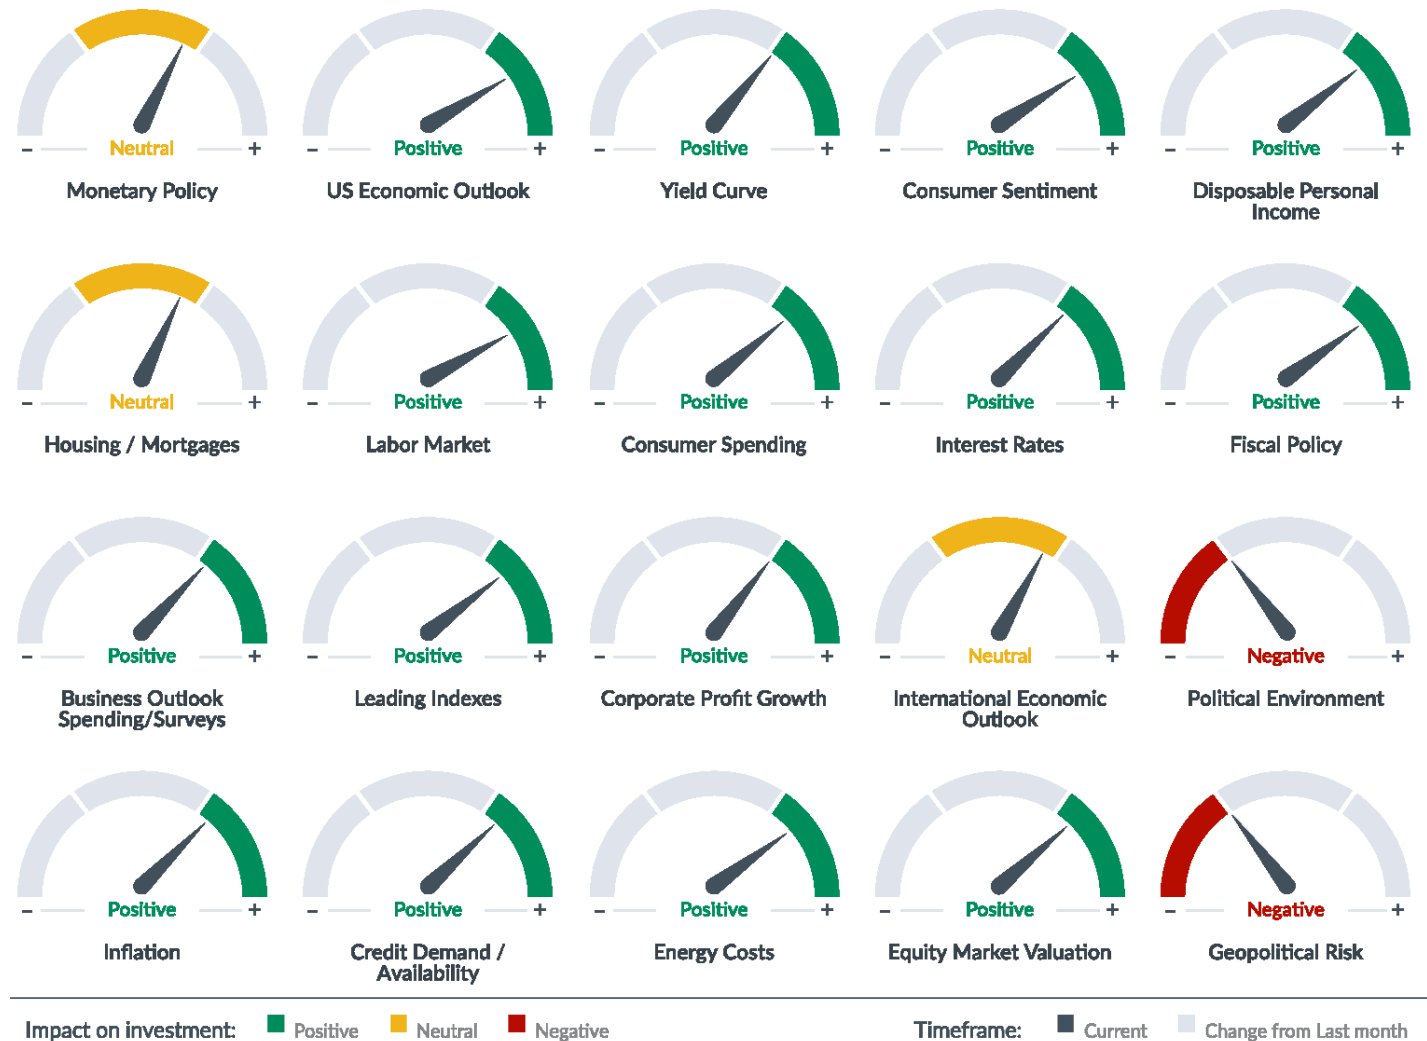 - Neutral +
Monetary Policy
- Positive +
US Economic Outlook
- Positive +
Yield Curve
- Positive +
Consumer Sentiment
- Positive +
Disposable Personal
Income
- Neutral +
Housing / Mortgages
- Positive +
Labor Market
- Positive +
Consumer Spending
- Positive +
Interest Rates
- Positive +
Fiscal Policy
- Positive +
Business Outlook
Spending/Surveys
- Positive +
Leading Indexes
- Positive +
Corporate Profit Growth
- Neutral +
International Economic
Outlook
- Negative +
Political Environment
- Positive +
Inflation
- Positive +
Credit Demand /
Availability
- Positive +
Energy Costs
- Positive +
Equity Market Valuation
- Negative +
Geopolitical Risk
Impact on investment: Positive Neutral Negative
Timeframe: Current Change from Last month